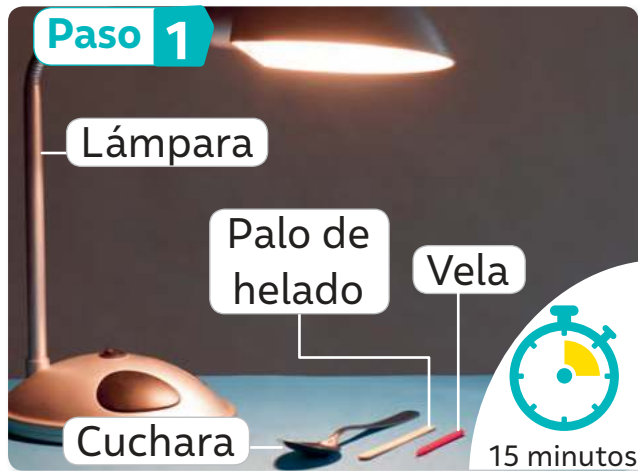 Paso 1
Lámpara
Palo de
helado
Vela
Cuchara
15 minutos